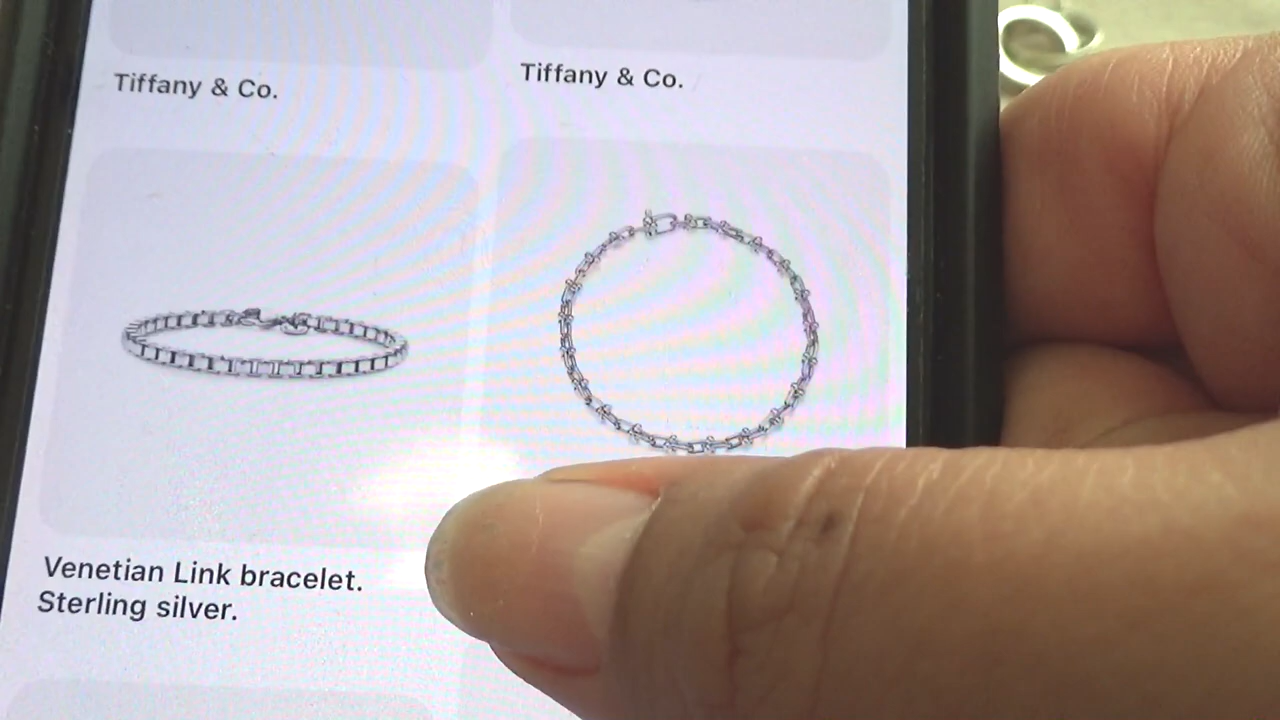 Tiffany & Co.
Tiffany & Co.
Venetian Link bracelet.
Sterling silver.